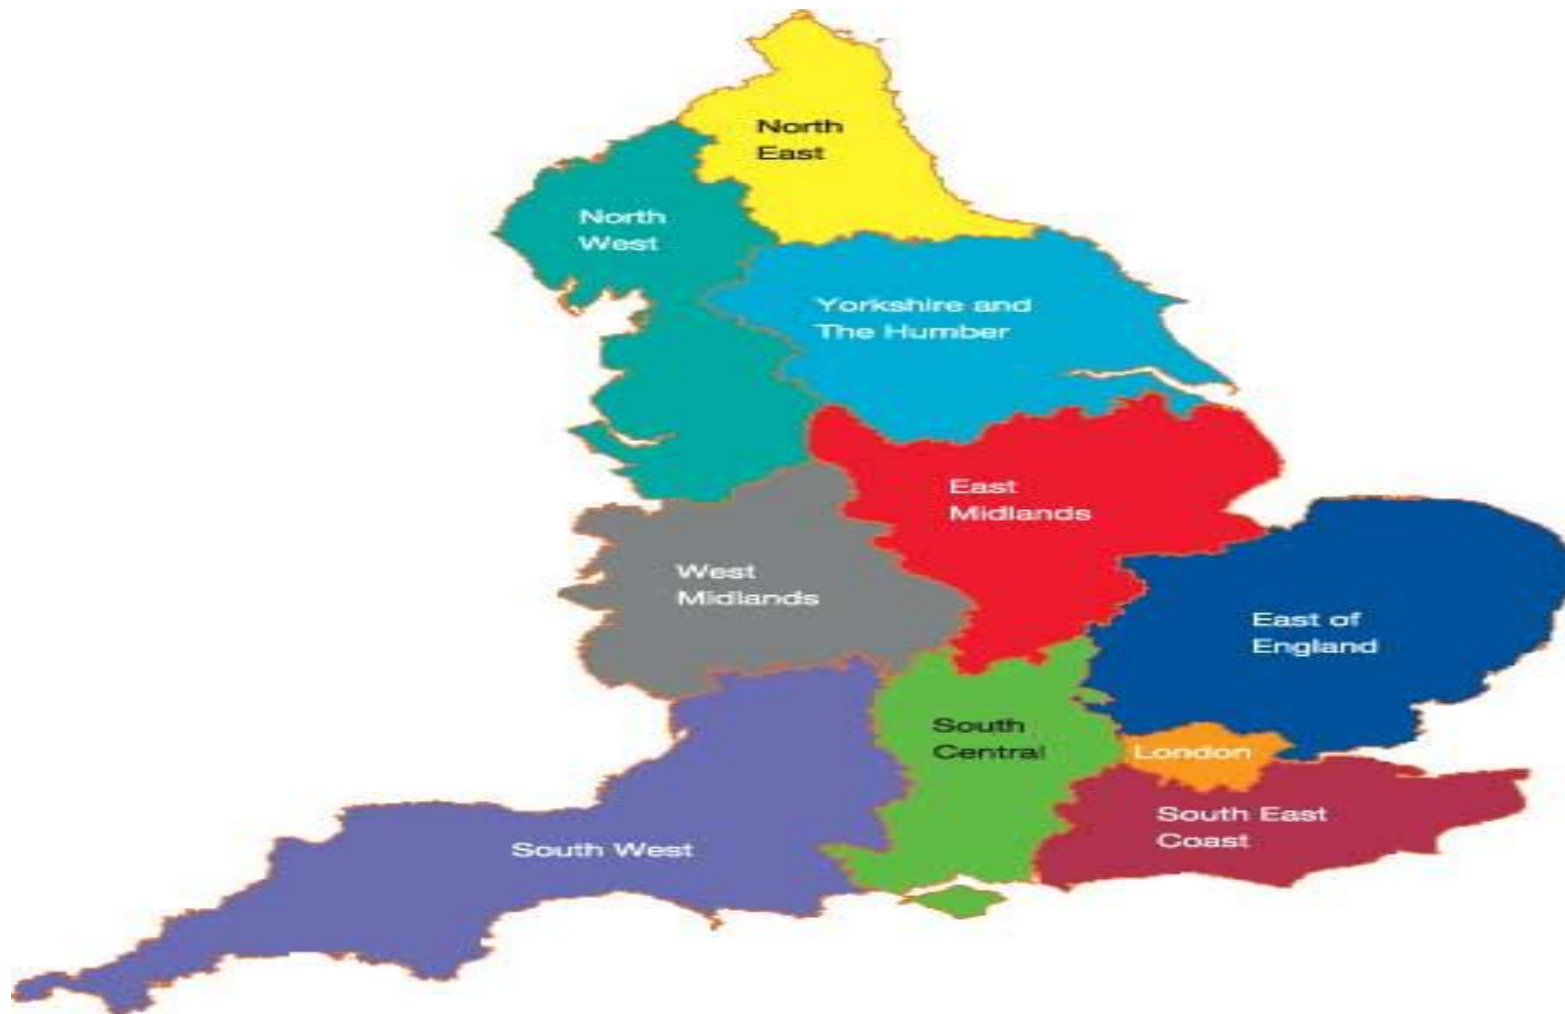 North
East
North
West
Yorkshire and
The Humber
East
Midlands
West
Midlands
East of
England
South
Central
London
South East
Coast
South West